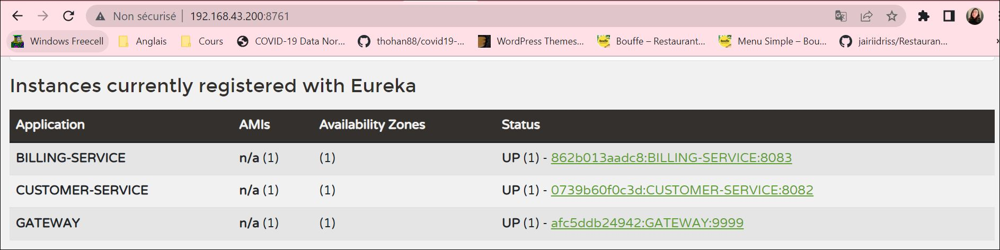 Non sécurisé | 192.168.43.200:8761
Windows Freecell Anglais Cours COVID-19 Data Nor... thohan88/covid19-... WordPress Themes... Bouffe – Restaurant... Menu Simple – Bou... jairiidriss/Restauran...
Instances currently registered with Eureka
Application AMIs Availability Zones Status
BILLING-SERVICE n/a (1) (1) UP (1) - 862b013aadc8:BILLING-SERVICE:8083
CUSTOMER-SERVICE n/a (1) (1) UP (1) - 0739b60f0c3d:CUSTOMER-SERVICE:8082
GATEWAY n/a (1) (1) UP (1) - afc5ddb24942:GATEWAY:9999